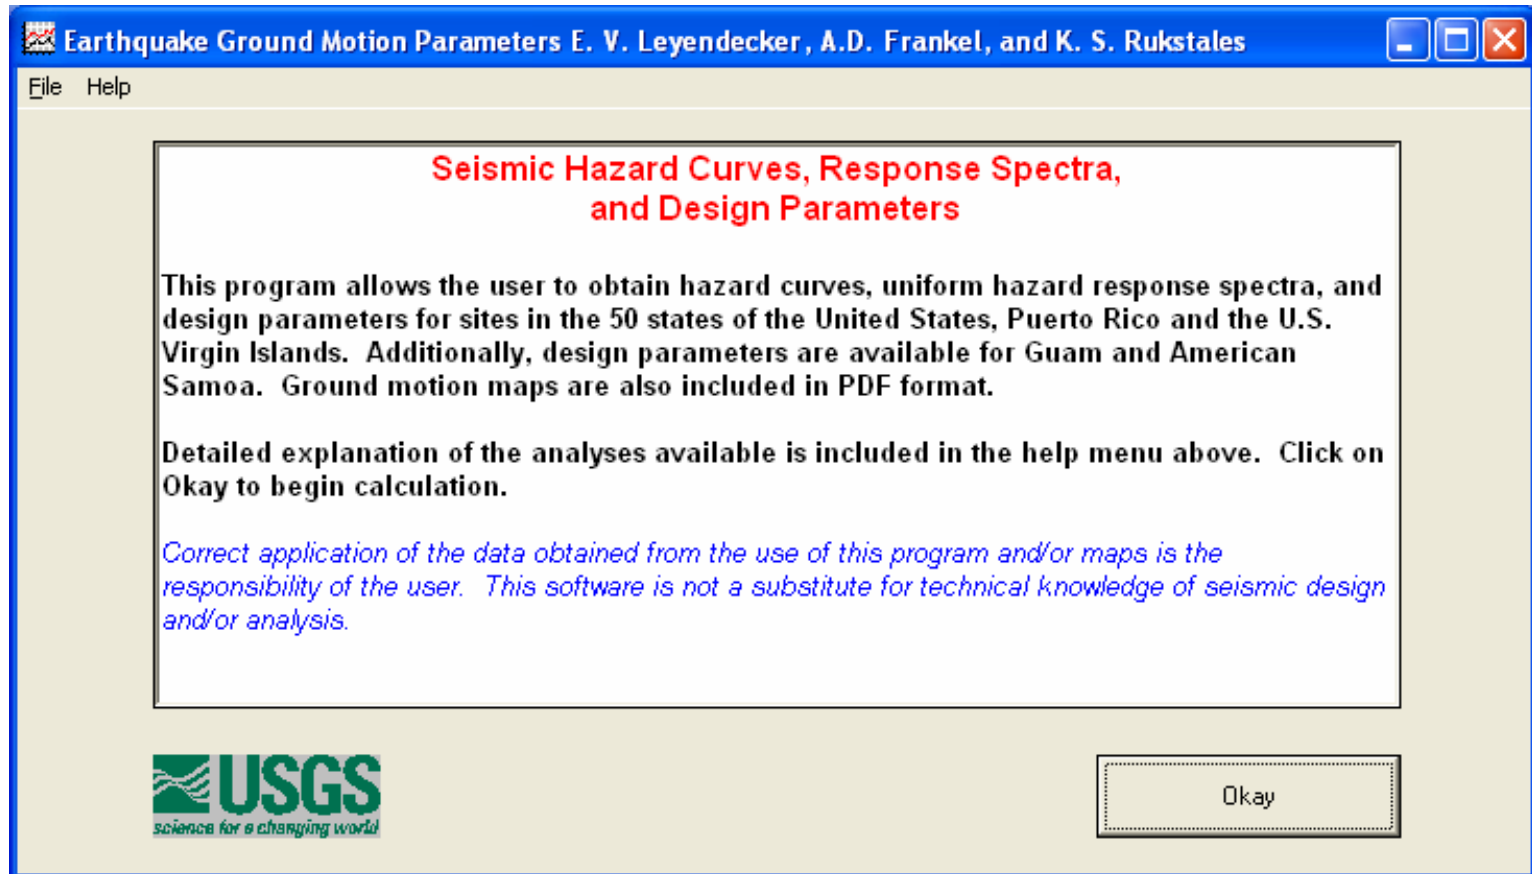 Earthquake Ground Motion Parameters E. V. Leyendecker, A.D. Frankel, and K. S. Rukstales
File Help
Seismic Hazard Curves, Response Spectra,
and Design Parameters
This program allows the user to obtain hazard curves, uniform hazard response spectra, and
design parameters for sites in the 50 states of the United States, Puerto Rico and the U.S.
Virgin Islands. Additionally, design parameters are available for Guam and American
Samoa. Ground motion maps are also included in PDF format.
Detailed explanation of the analyses available is included in the help menu above. Click on
Okay to begin calculation.
Correct application of the data obtained from the use of this program and/or maps is the
responsibility of the user. This software is not a substitute for technical knowledge of seismic design
and/or analysis.
USGS
science for a changing world
Okay